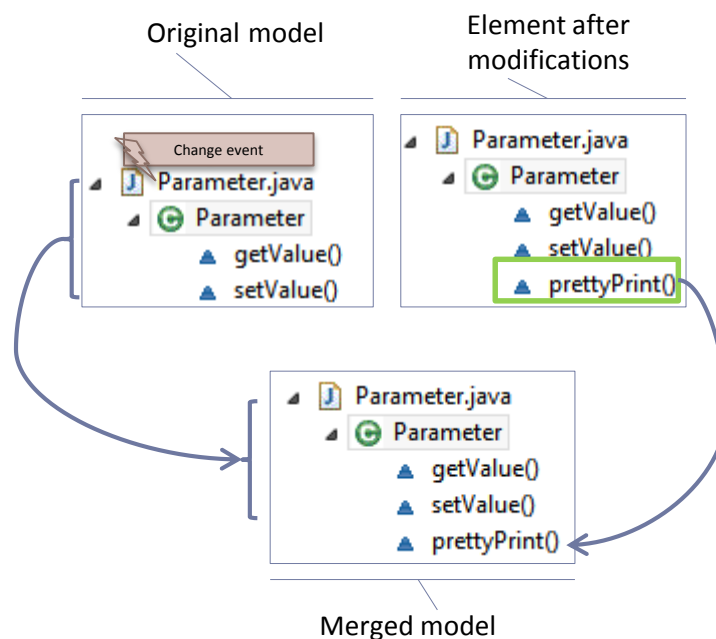 Original model
Element after
modifications
Change event
Parameter.java
Parameter
getValue()
setValue()
Parameter.java
Parameter
getValue()
setValue()
prettyPrint()
Parameter.java
Parameter
getValue()
setValue()
prettyPrint()
Merged model